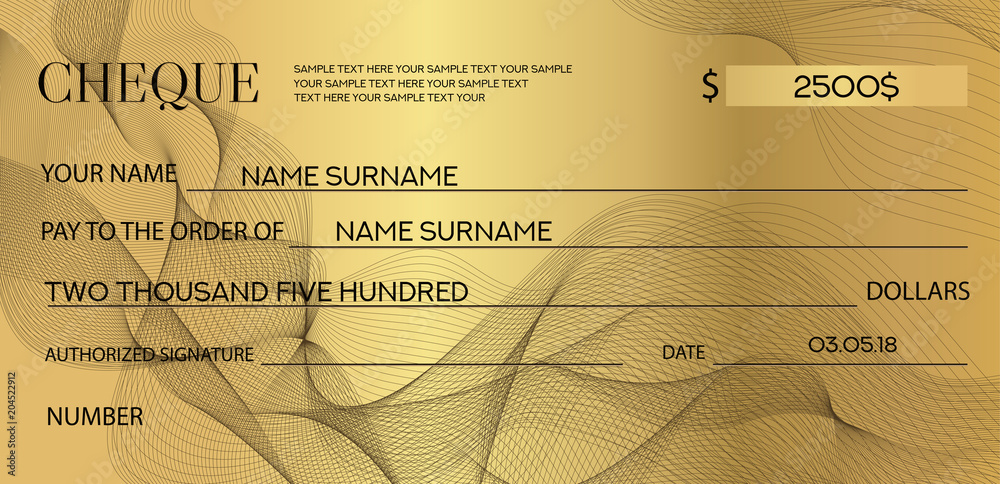 CHEQUE
SAMPLE TEXT HERE YOUR SAMPLE TEXT YOUR SAMPLE
YOUR SAMPLE TEXT HERE YOUR SAMPLE TEXT
TEXT HERE YOUR SAMPLE TEXT YOUR
$ 2500$
YOUR NAME NAME SURNAME
PAY TO THE ORDER OF NAME SURNAME
TWO THOUSAND FIVE HUNDRED DOLLARS
AUTHORIZED SIGNATURE DATE 03.05.18
NUMBER
Adobe Stock | #204522912